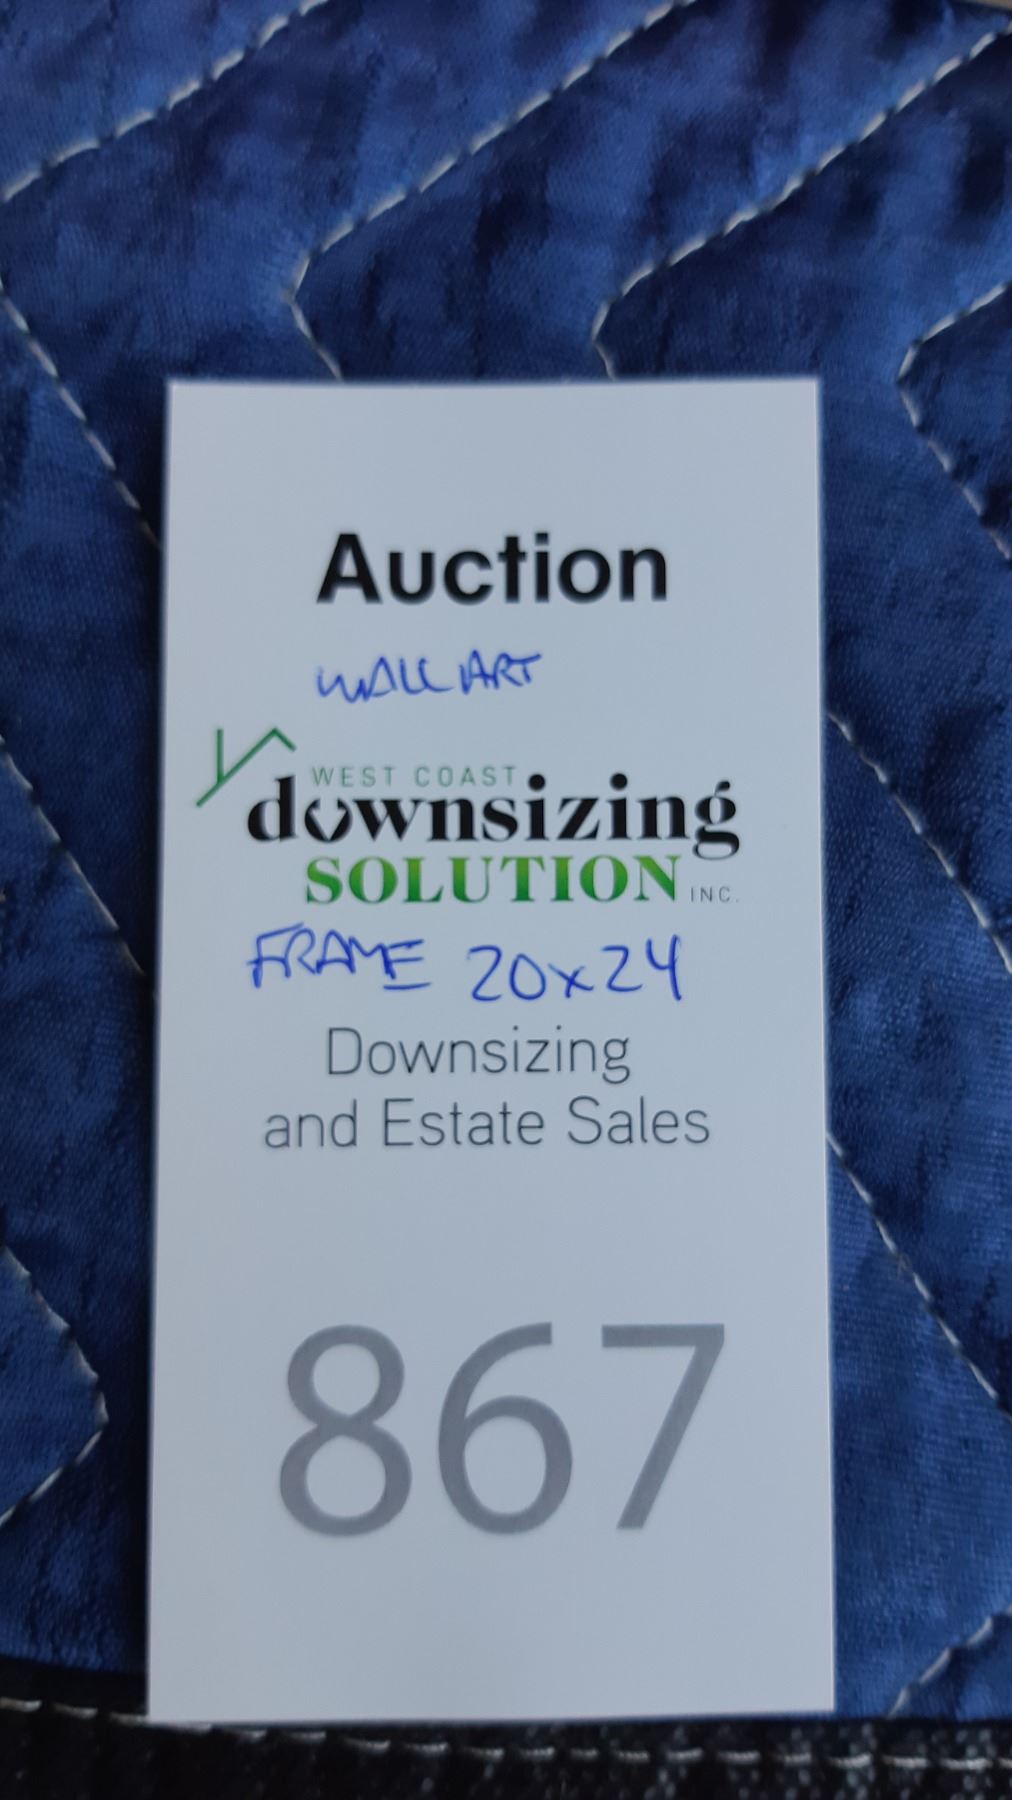 Auction
WALL ART
WEST COAST
downsizing
SOLUTION INC.
FRAME 20x24
Downsizing
and Estate Sales
867